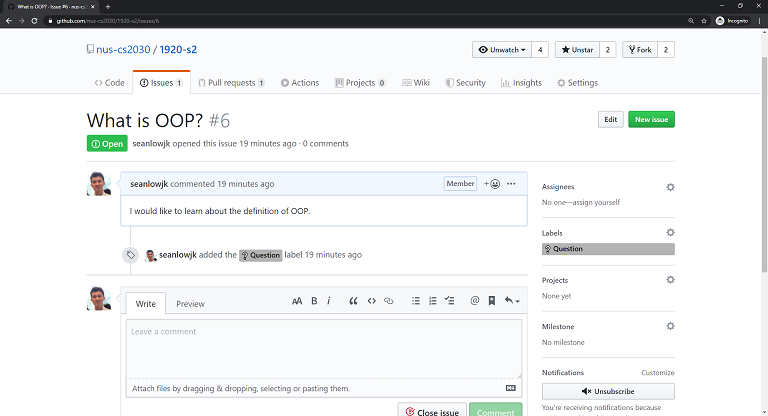 What is OOP? · Issue #6 · nus-cs2
github.com/nus-cs2030/1920-s2/issues/6
Incognito
nus-cs2030 / 1920-s2
Unwatch 4
Unstar 2
Fork 2
Code
Issues 1
Pull requests 1
Actions
Projects 0
Wiki
Security
Insights
Settings
What is OOP? #6
Edit
New issue
Open
seanlowjk opened this issue 19 minutes ago · 0 comments
seanlowjk commented 19 minutes ago
Member
I would like to learn about the definition of OOP.
seanlowjk added the Question label 19 minutes ago
Write
Preview
AA B i
Leave a comment
Attach files by dragging & dropping, selecting or pasting them.
Close issue
Comment
Assignees
No one—assign yourself
Labels
Question
Projects
None yet
Milestone
No milestone
Notifications
Customize
Unsubscribe
You're receiving notifications because